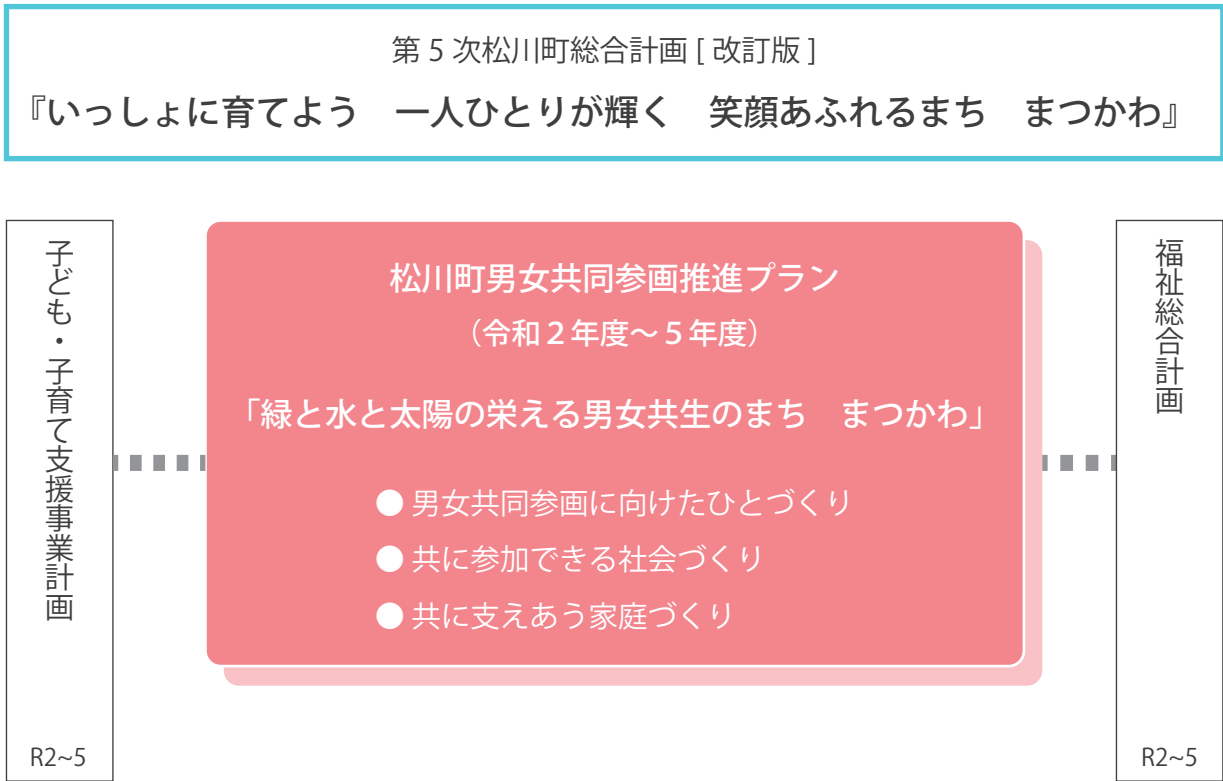 第 5 次松川町総合計画 [ 改訂版 ]
『いっしょに育てよう　一人ひとりが輝く　笑顔あふれるまち　まつかわ』
子ども・子育て支援事業計画
R2~5
松川町男女共同参画推進プラン
（令和２年度～５年度）
「緑と水と太陽の栄える男女共生のまち　まつかわ」
● 男女共同参画に向けたひとづくり
● 共に参加できる社会づくり
● 共に支えあう家庭づくり
福祉総合計画
R2~5